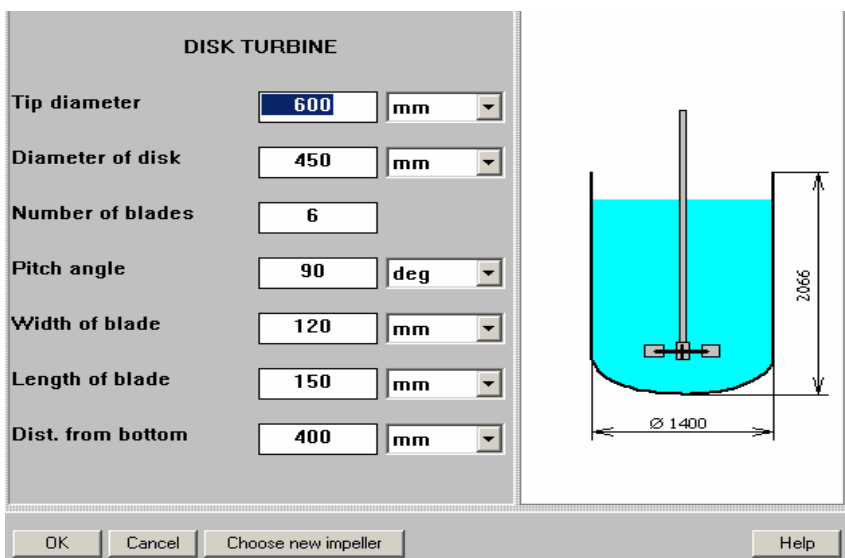 DISK TURBINE
Tip diameter 600 mm
Diameter of disk 450 mm
Number of blades 6
Pitch angle 90 deg
Width of blade 120 mm
Length of blade 150 mm
Dist. from bottom 400 mm
2066
Ø 1400
OK Cancel Choose new impeller Help